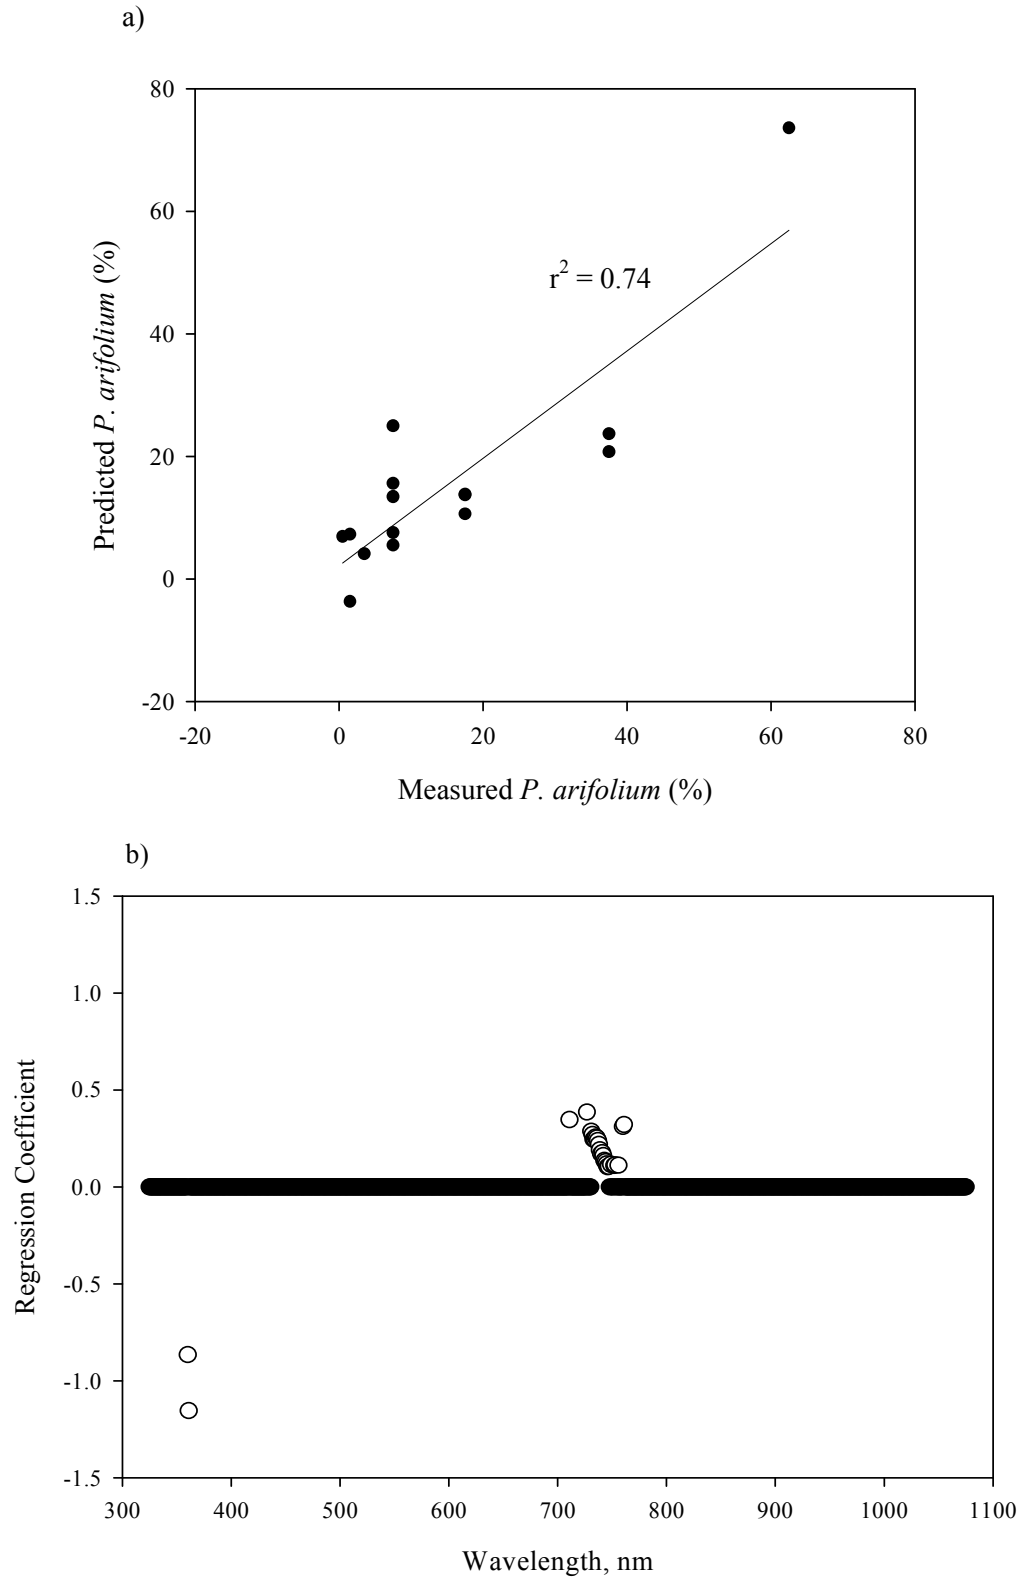 a)
80
60
40
20
0
-20
Predicted P. arifolium (%)
r2 = 0.74
-20 0 20 40 60 80
Measured P. arifolium (%)
b)
1.5
1.0
0.5
0.0
-0.5
-1.0
-1.5
Regression Coefficient
300 400 500 600 700 800 900 1000 1100
Wavelength, nm